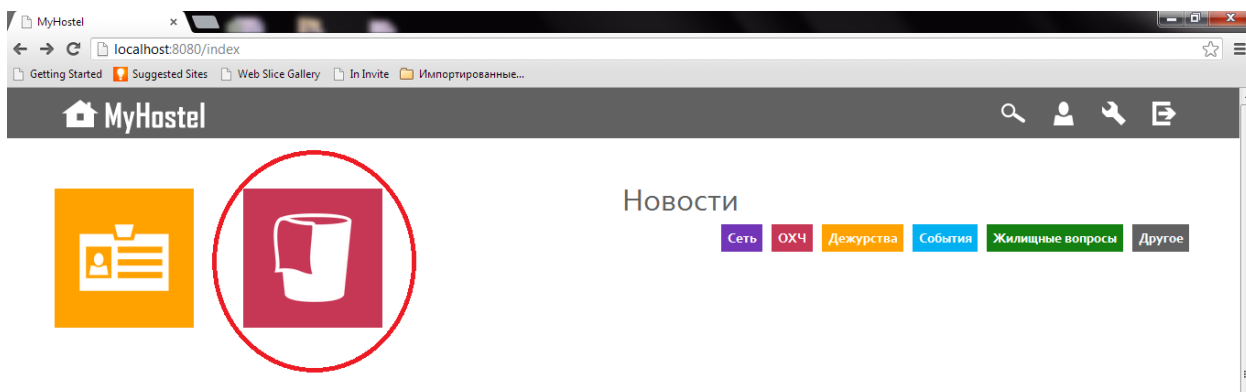 MyHostel
localhost:8080/index
Getting Started Suggested Sites Web Slice Gallery In Invite Импортированные...
MyHostel
Новости
Сеть ОХЧ Дежурства События Жилищные вопросы Другое